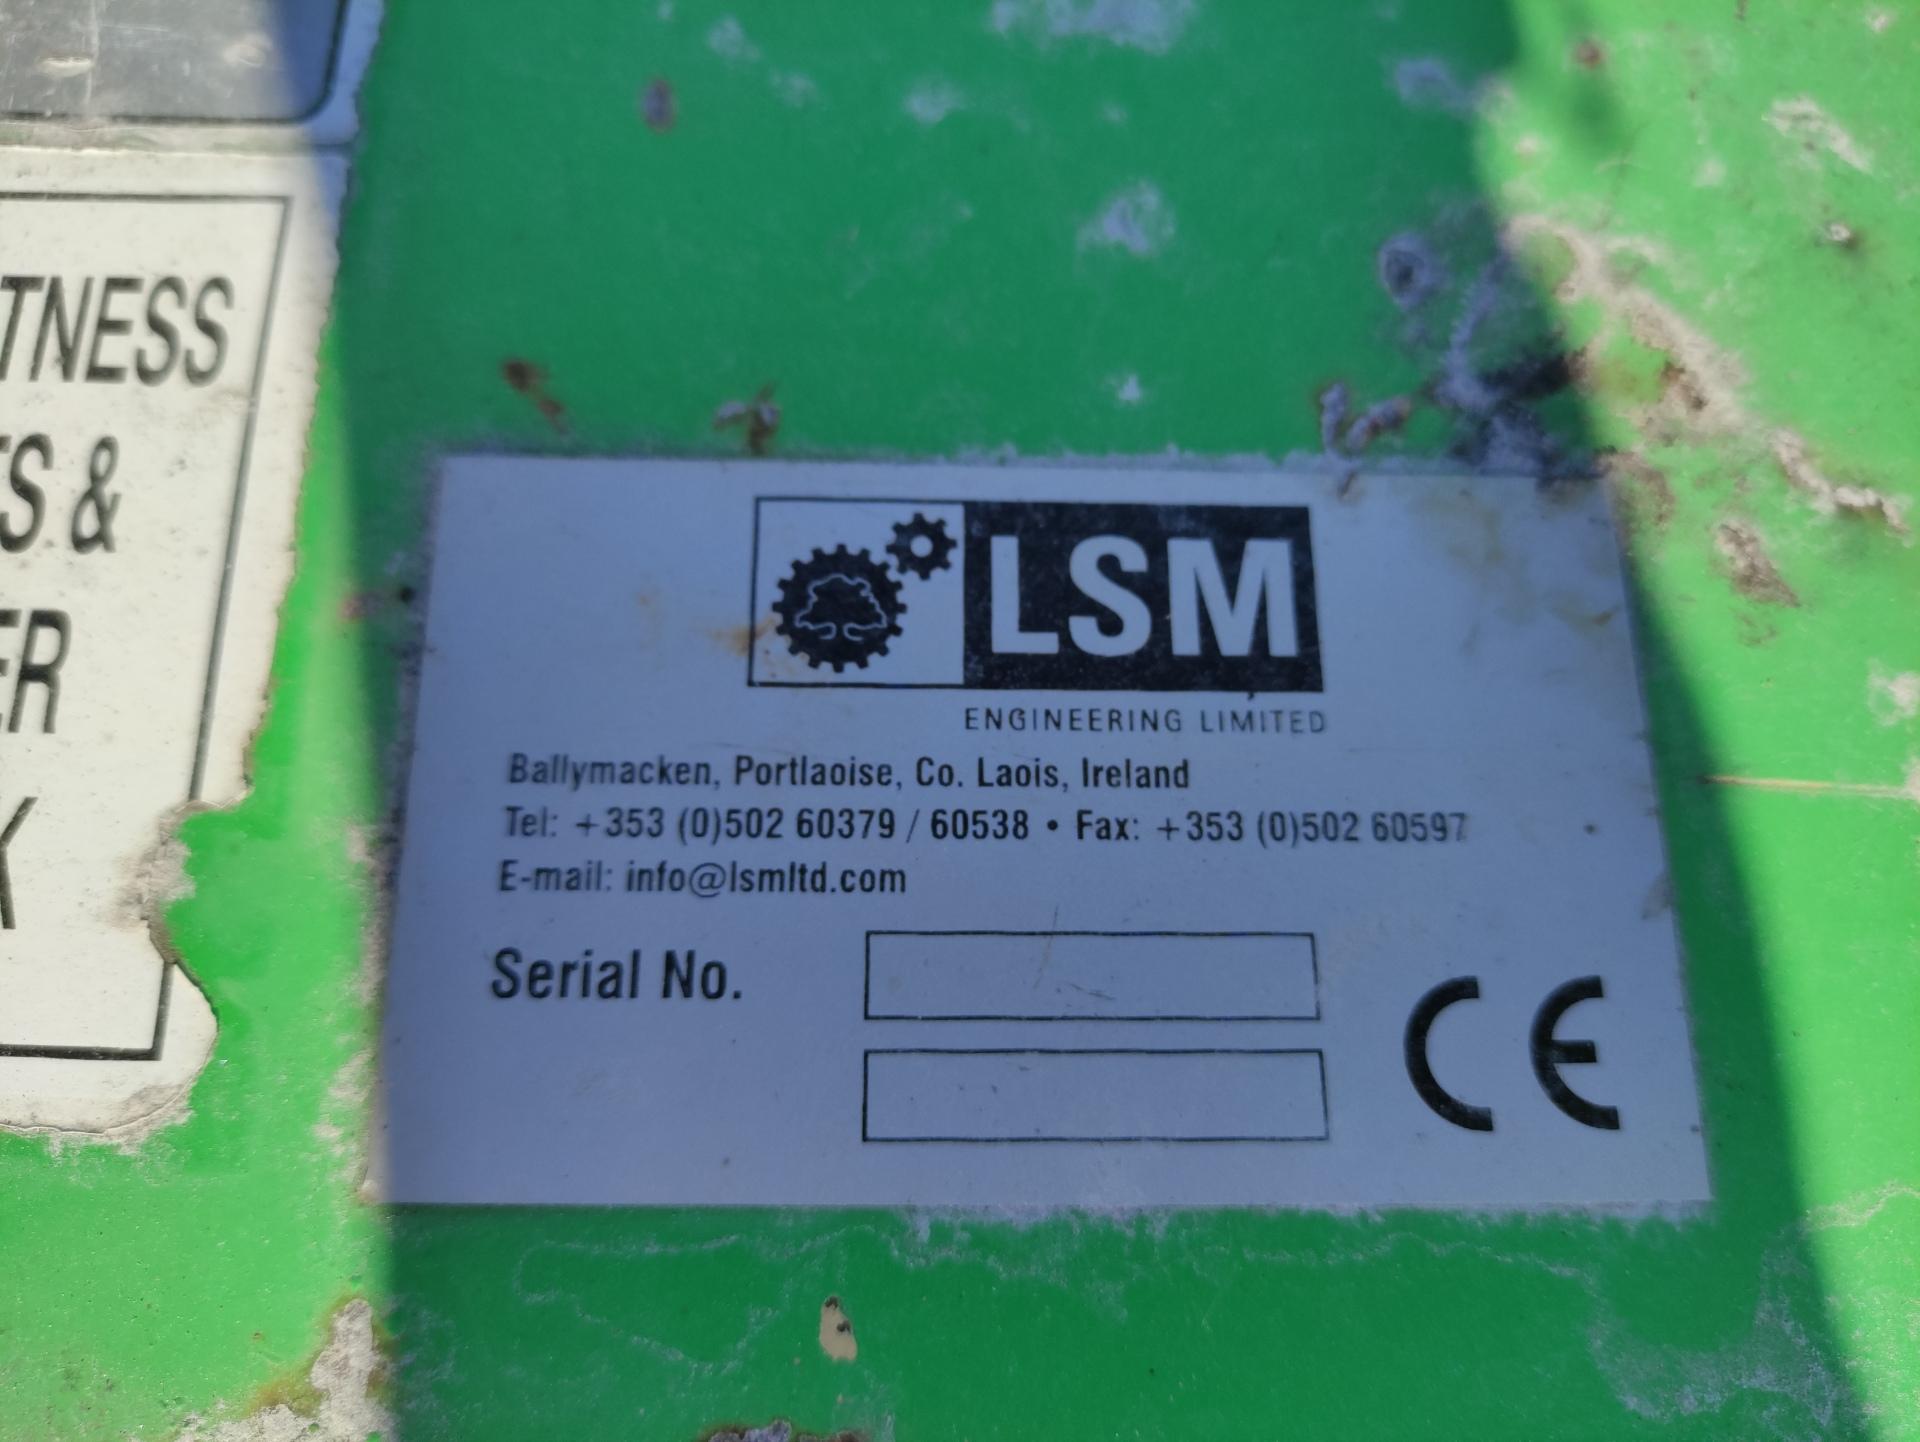 TNESS
S &
ER
LSM
ENGINEERING LIMITED
Ballymacken, Portlaoise, Co. Laois, Ireland
Tel: +353 (0)502 60379 / 60538 • Fax: +353 (0)502 60597
E-mail: info@lsmltd.com
Serial No.
CE